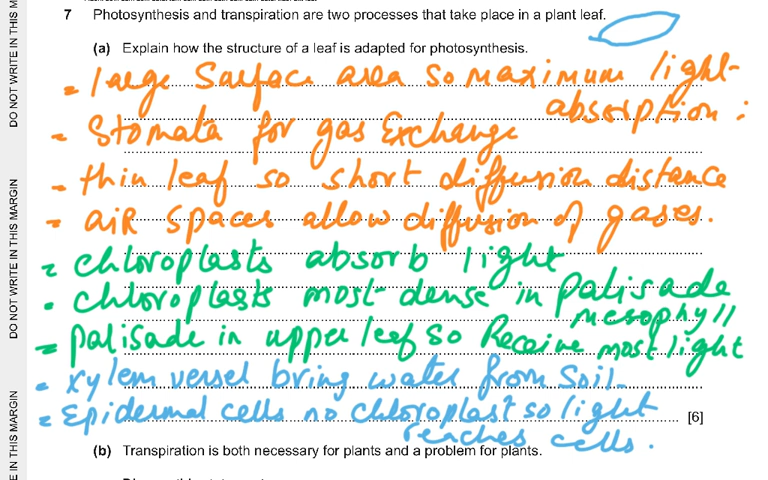 7 Photosynthesis and transpiration are two processes that take place in a plant leaf.
(a) Explain how the structure of a leaf is adapted for photosynthesis.
- large Surface area so maximum light-
absorption :
- Stomata for gas Exchange
- thin leaf so short diffusion distance
- aiR spaces allow diffusion of gases.
- chloroplasts absorb light
- chloroplasts most dense in palisade
mesophyll
- palisade in upper leaf so Receive most light
- xylem vessel bring water from Soil-
- Epidermal cells no chloroplast so light [6]
reaches cells.
(b) Transpiration is both necessary for plants and a problem for plants.
DO NOT WRITE IN THIS M
DO NOT WRITE IN THIS MARGIN
E IN THIS MARGIN